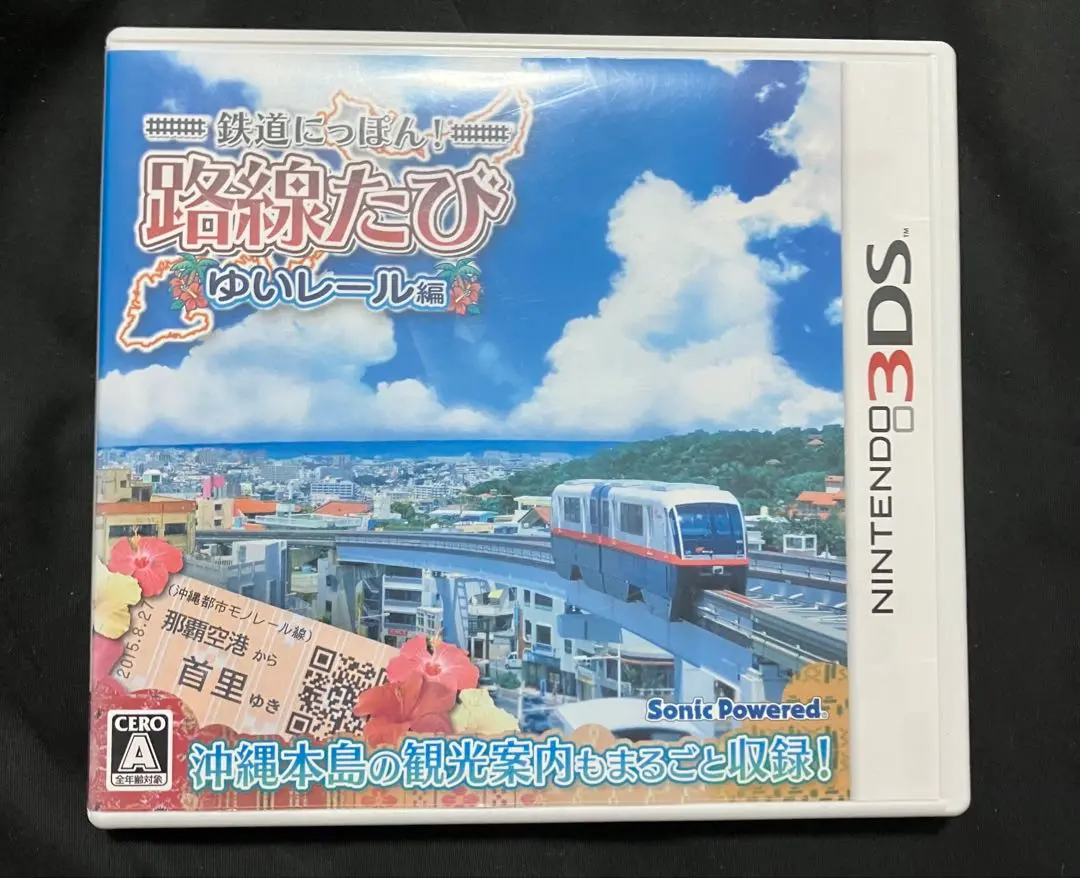 鉄道にっぽん!
路線たび
ゆいレール編
NINTENDO 3DS™
(沖縄都市モノレール線)
那覇空港 から
首里 ゆき
2015.8.27
Sonic Powered
CERO
A
全年齢対象
沖縄本島の観光案内もまるごと収録!